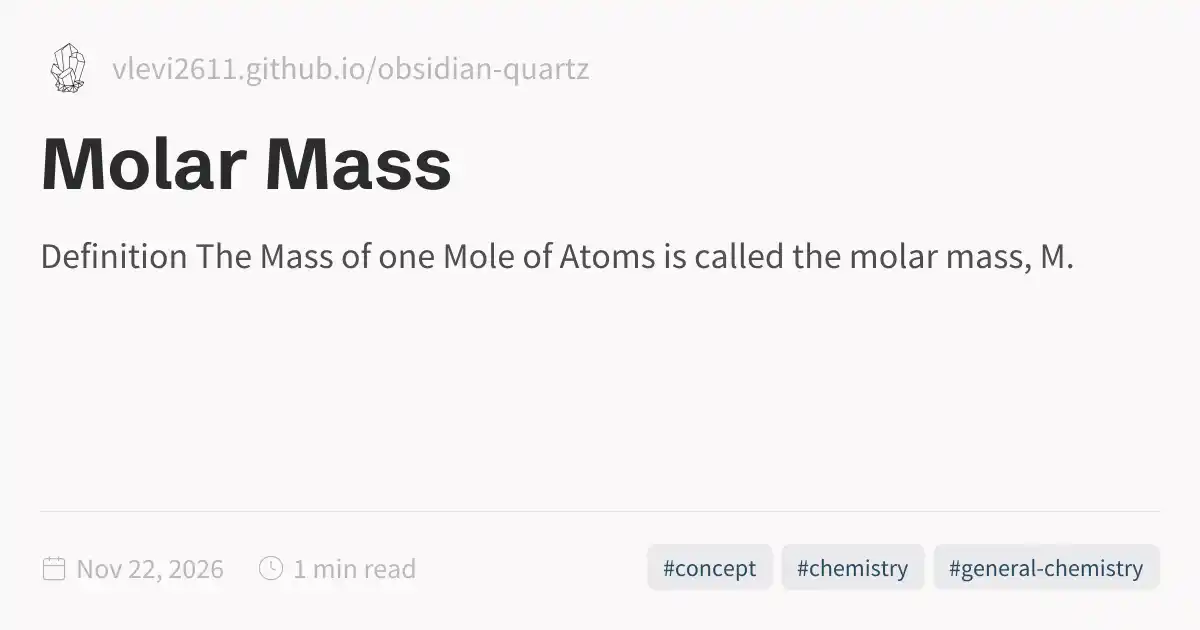 vlevi2611.github.io/obsidian-quartz
Molar Mass
Definition The Mass of one Mole of Atoms is called the molar mass, M.
Nov 22, 2026 1 min read #concept #chemistry #general-chemistry